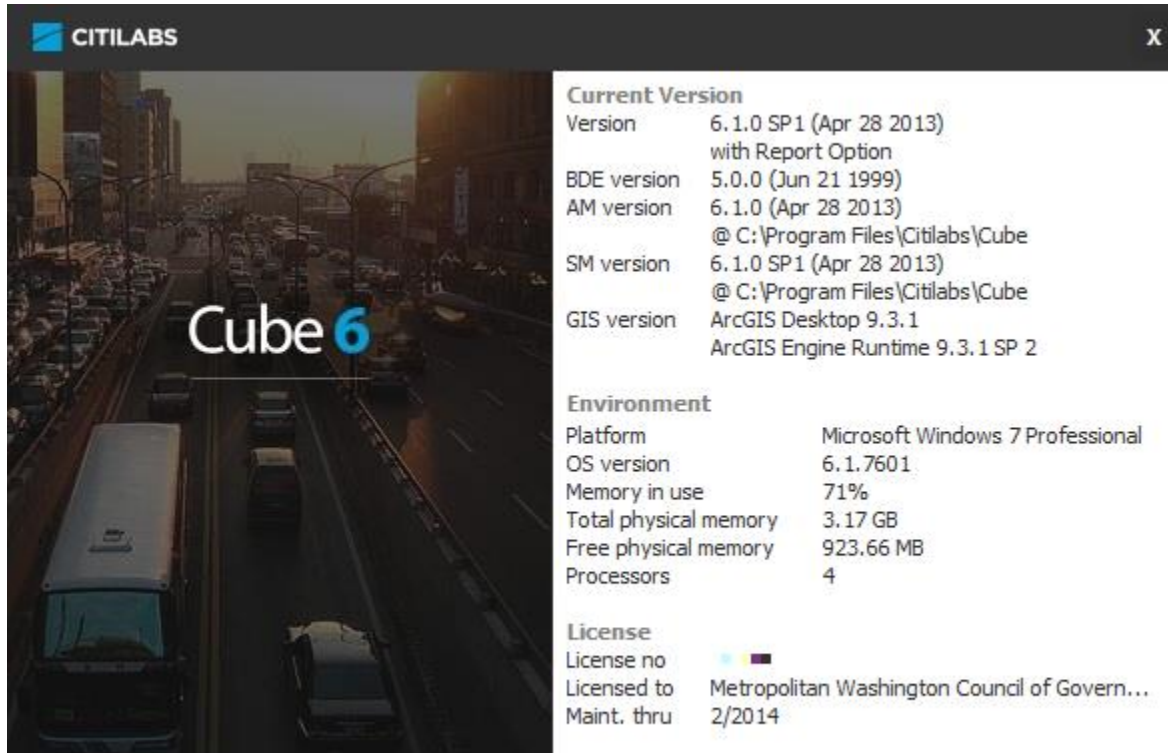 CITILABS
X
Cube 6
Current Version
Version 6.1.0 SP1 (Apr 28 2013)
with Report Option
BDE version 5.0.0 (Jun 21 1999)
AM version 6.1.0 (Apr 28 2013)
@ C:\Program Files\Citilabs\Cube
SM version 6.1.0 SP1 (Apr 28 2013)
@ C:\Program Files\Citilabs\Cube
GIS version ArcGIS Desktop 9.3.1
ArcGIS Engine Runtime 9.3.1 SP 2
Environment
Platform Microsoft Windows 7 Professional
OS version 6.1.7601
Memory in use 71%
Total physical memory 3.17 GB
Free physical memory 923.66 MB
Processors 4
License
License no
Licensed to Metropolitan Washington Council of Govern...
Maint. thru 2/2014